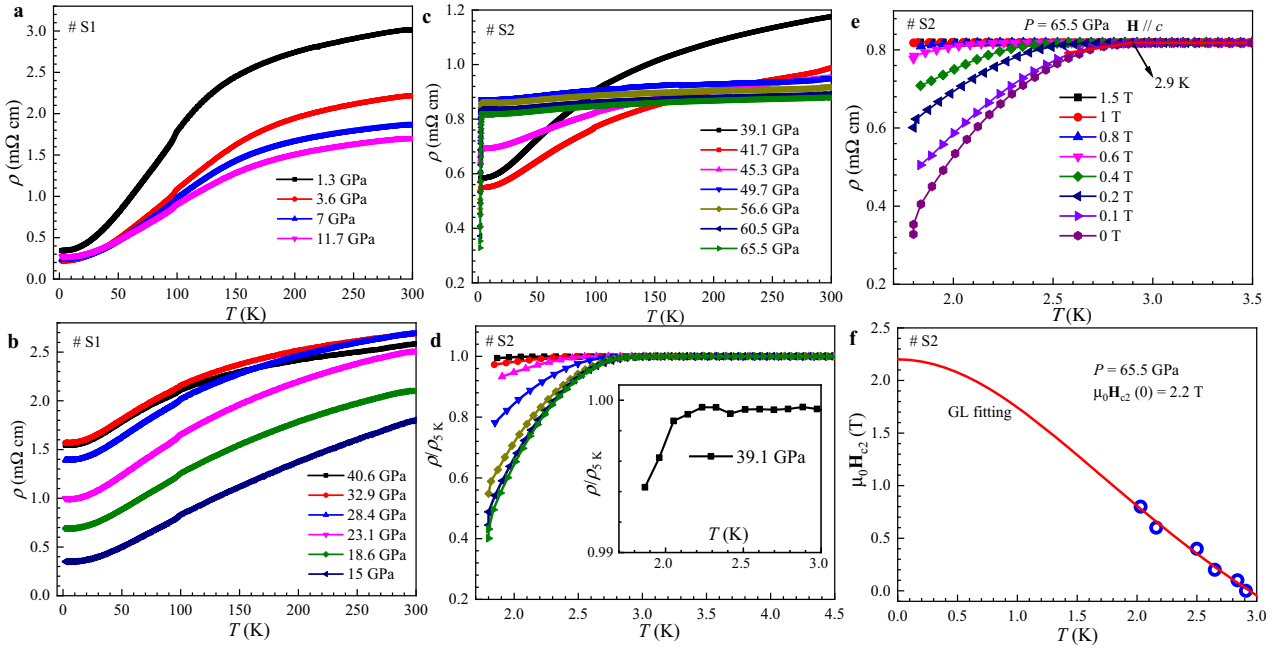 a
# S1
3.0
2.5
2.0
1.5
1.0
0.5
0.0
ρ (mΩ cm)
1.3 GPa
3.6 GPa
7 GPa
11.7 GPa
0 50 100 150 200 250 300
T (K)
b
# S1
2.5
2.0
1.5
1.0
0.5
0.0
ρ (mΩ cm)
40.6 GPa
32.9 GPa
28.4 GPa
23.1 GPa
18.6 GPa
15 GPa
0 50 100 150 200 250 300
T (K)
c
# S2
1.2
1.0
0.8
0.6
0.4
0.2
ρ (mΩ cm)
39.1 GPa
41.7 GPa
45.3 GPa
49.7 GPa
56.6 GPa
60.5 GPa
65.5 GPa
0 50 100 150 200 250 300
T (K)
d
# S2
1.0
0.8
0.6
0.4
0.2
ρ/ρ5 K
1.00
0.99
ρ/ρ5 K
39.1 GPa
T (K)
1.5 2.0 2.5 3.0
2.0 2.5 3.0 3.5 4.0 4.5
T (K)
e
# S2
P = 65.5 GPa H // c
0.8
0.6
0.4
0.2
ρ (mΩ cm)
2.9 K
1.5 T
1 T
0.8 T
0.6 T
0.4 T
0.2 T
0.1 T
0 T
2.0 2.5 3.0 3.5
T (K)
f
# S2
2.5
2.0
1.5
1.0
0.5
0.0
μ0Hc2 (T)
P = 65.5 GPa
μ0Hc2 (0) = 2.2 T
GL fitting
0.0 0.5 1.0 1.5 2.0 2.5 3.0
T (K)